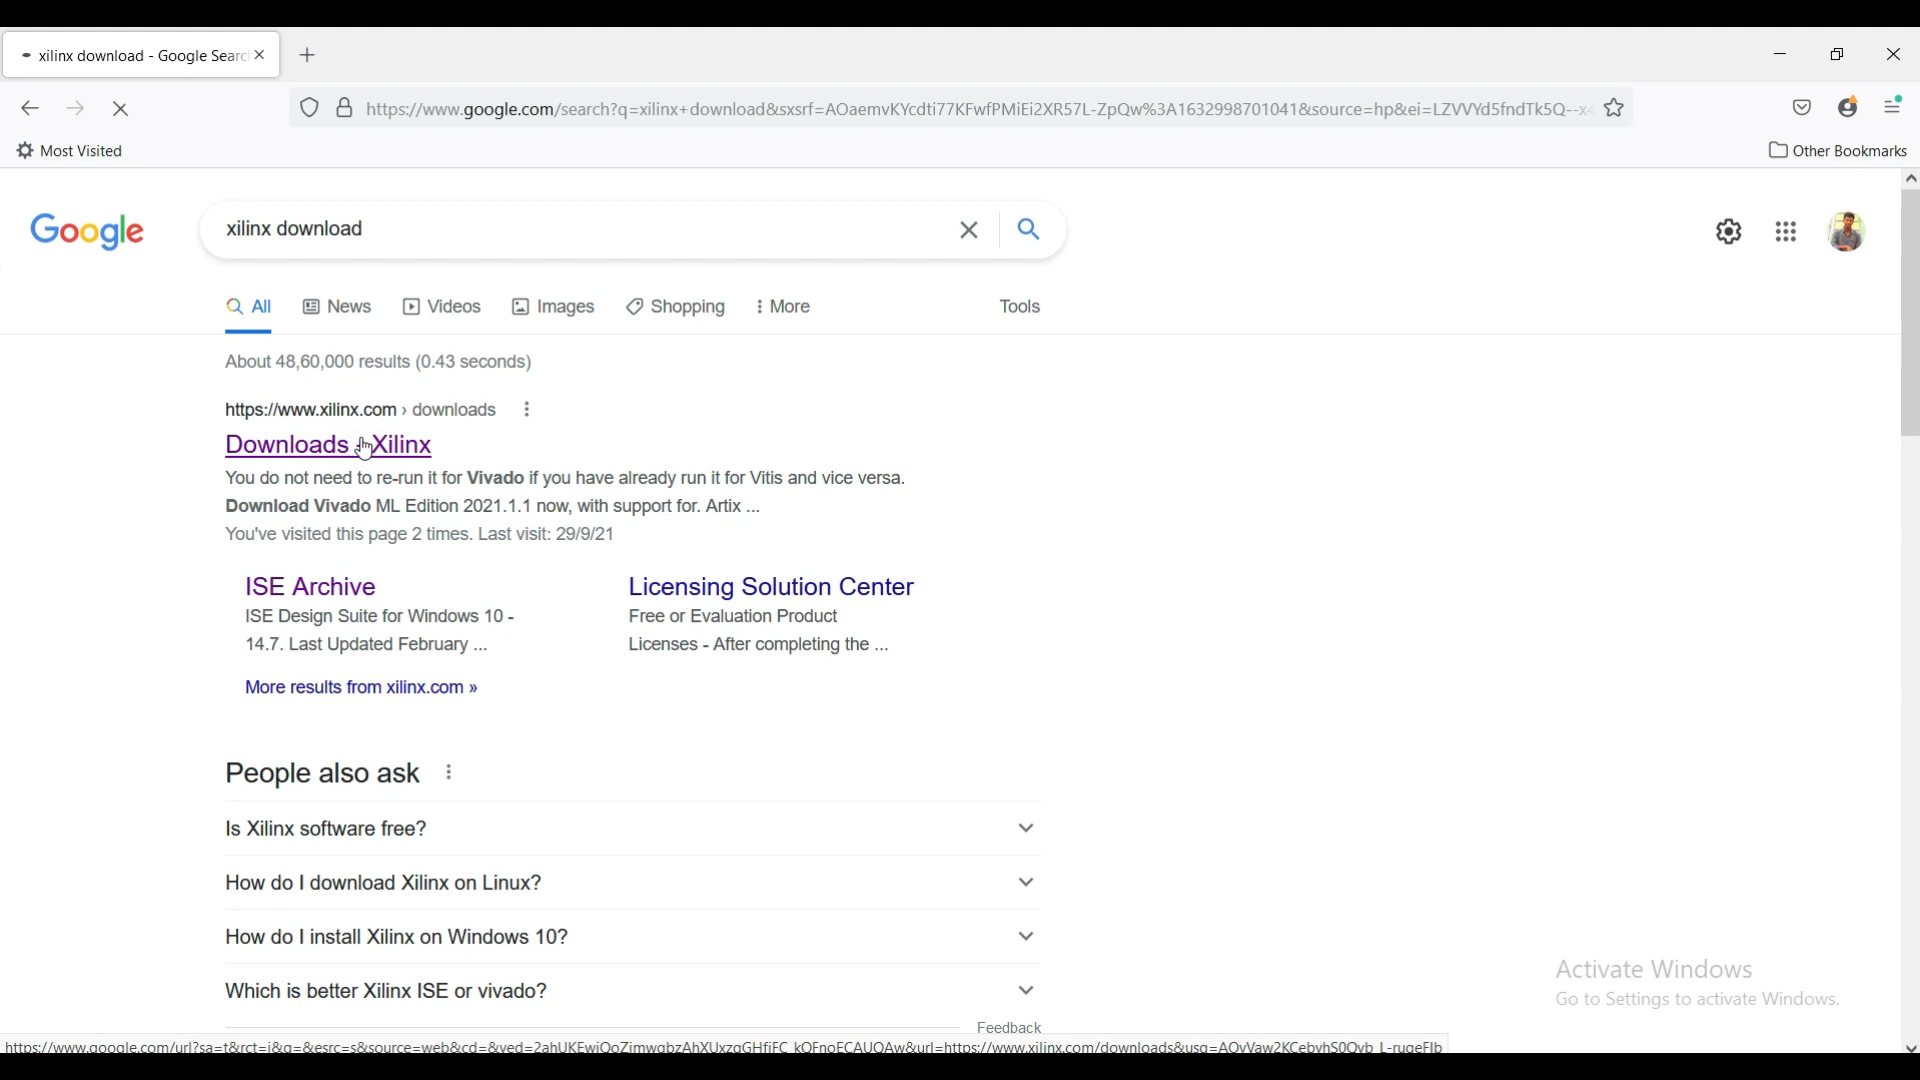 xilinx download - Google Searc
https://www.google.com/search?q=xilinx+download&sxsrf=AOaemvKYcdti77KFwfPMiEi2XR57L-ZpQw%3A1632998701041&source=hp&ei=LZVVYd5fndTk5Q--x4
Most Visited
Other Bookmarks
Google
xilinx download
All News Videos Images Shopping More Tools
About 48,60,000 results (0.43 seconds)
https://www.xilinx.com › downloads
Downloads - Xilinx
You do not need to re-run it for Vivado if you have already run it for Vitis and vice versa.
Download Vivado ML Edition 2021.1.1 now, with support for. Artix ...
You've visited this page 2 times. Last visit: 29/9/21
ISE Archive
ISE Design Suite for Windows 10 -
14.7. Last Updated February ...
Licensing Solution Center
Free or Evaluation Product
Licenses - After completing the ...
More results from xilinx.com »
People also ask
Is Xilinx software free?
How do I download Xilinx on Linux?
How do I install Xilinx on Windows 10?
Which is better Xilinx ISE or vivado?
Feedback
Activate Windows
Go to Settings to activate Windows.